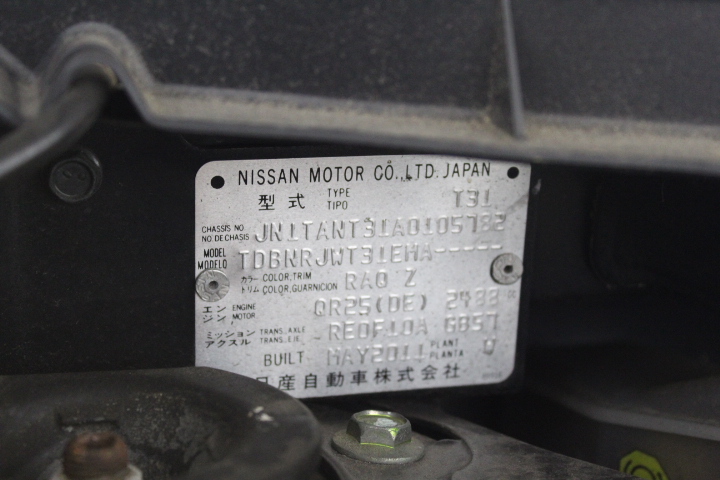 NISSAN MOTOR CO.,LTD.JAPAN
型式 TYPE TIPO T31
CHASSIS NO NO.DE CHASIS JN1TANT31A0105782
MODEL MODELO TDBNRJWT31EHA-----
カラー COLOR,TRIM トリム COLOR,GUARNICION RAQ Z
エンジン ENGINE MOTOR QR25(DE) 2488 cc
ミッション アクスル TRANS.AXLE TRANS.EJE RE0F10A GB57
BUILT MAY2011 PLANT PLANTA U
日産自動車株式会社